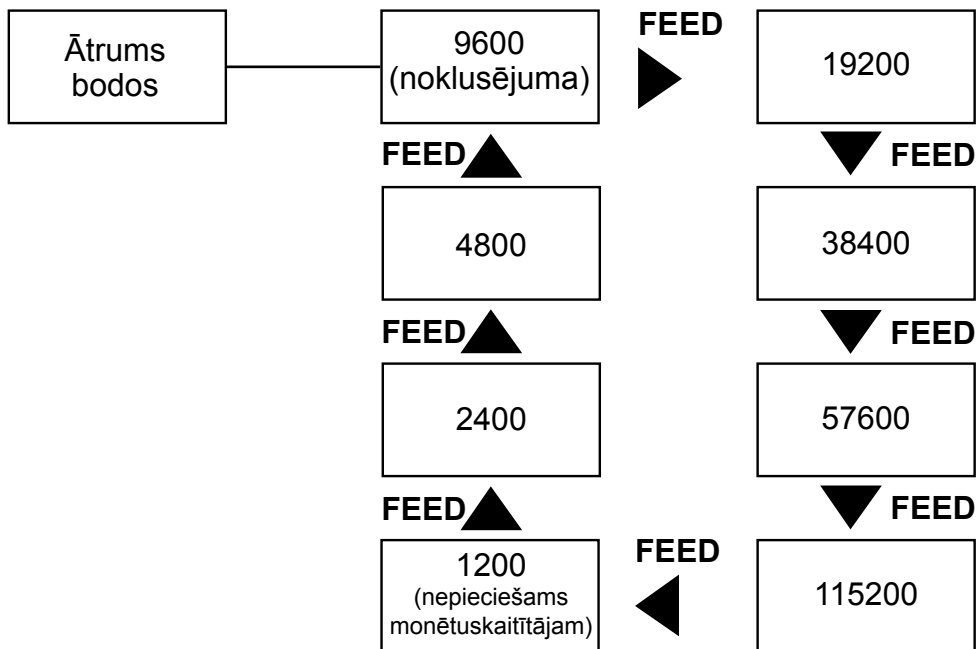 FEED
Ātrums
bodos
9600
(noklusējuma)
19200
FEED
FEED
4800
38400
FEED
FEED
2400
57600
FEED
FEED
FEED
1200
(nepieciešams
monētuskaitītājam)
115200